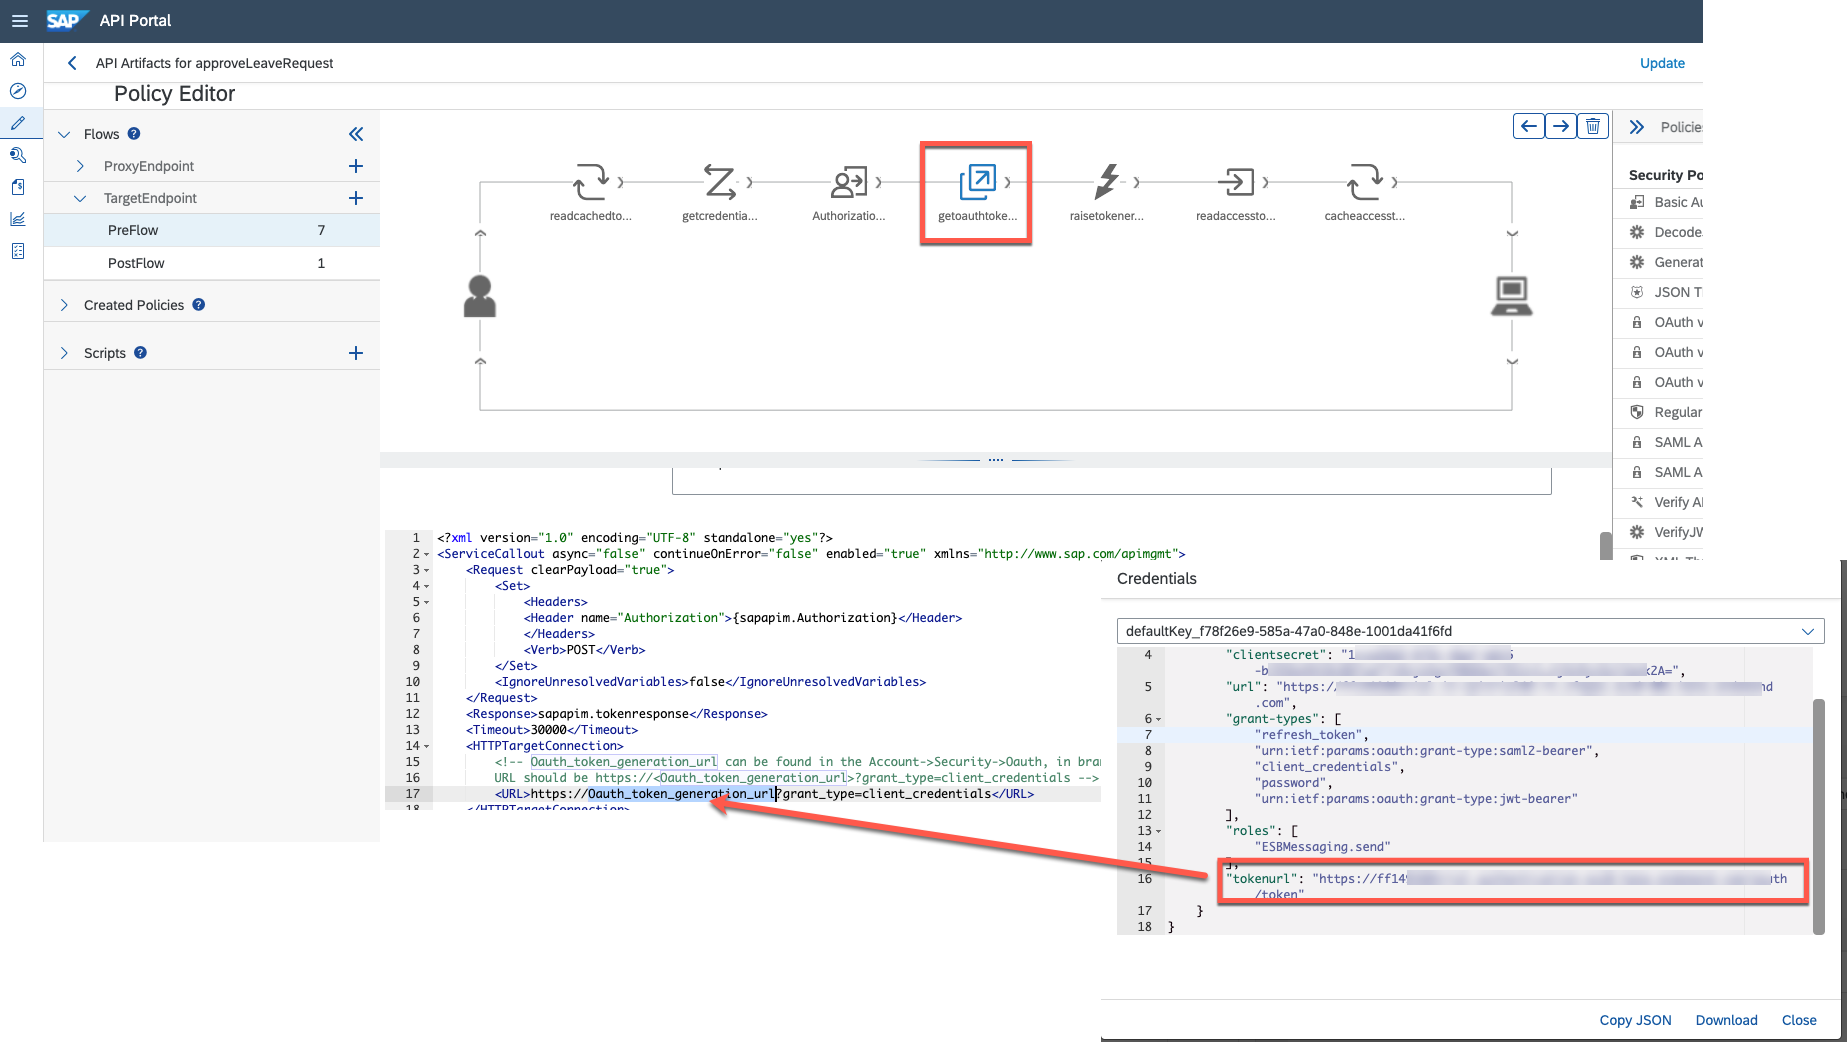 SAP API Portal
API Artifacts for approveLeaveRequest
Update
Policy Editor
Flows
ProxyEndpoint
TargetEndpoint
PreFlow 7
PostFlow 1
Created Policies
Scripts
readcachedto...
getcredentia...
Authorizatio...
getoauthtoke...
raisetokener...
readaccessto...
cacheaccesst...
Policies
Security Po
Basic Au
Decode
Generat
JSON T
OAuth v
OAuth v
OAuth v
Regular
SAML A
SAML A
Verify A
VerifyJW
1 <?xml version="1.0" encoding="UTF-8" standalone="yes"?>
2 <ServiceCallout async="false" continueOnError="false" enabled="true" xmlns="http://www.sap.com/apimgmt">
3 <Request clearPayload="true">
4 <Set>
5 <Headers>
6 <Header name="Authorization">{sapapim.Authorization}</Header>
7 </Headers>
8 <Verb>POST</Verb>
9 </Set>
10 <IgnoreUnresolvedVariables>false</IgnoreUnresolvedVariables>
11 </Request>
12 <Response>sapapim.tokenresponse</Response>
13 <Timeout>30000</Timeout>
14 <HTTPTargetConnection>
15 <!-- Oauth_token_generation_url can be found in the Account->Security->Oauth, in bran
16 URL should be https://<Oauth_token_generation_url>?grant_type=client_credentials -->
17 <URL>https://Oauth_token_generation_url?grant_type=client_credentials</URL>
18 </HTTPTargetConnection>
Credentials
defaultKey_f78f26e9-585a-47a0-848e-1001da41f6fd
4 "clientsecret": "1
-b k2A=",
5 "url": "https:/ nd
.com",
6 "grant-types": [
7 "refresh_token",
8 "urn:ietf:params:oauth:grant-type:saml2-bearer",
9 "client_credentials",
10 "password",
11 "urn:ietf:params:oauth:grant-type:jwt-bearer"
12 ],
13 "roles": [
14 "ESBMessaging.send"
15 ],
16 "tokenurl": "https://ff14 th
/token"
17 }
18 }
Copy JSON Download Close